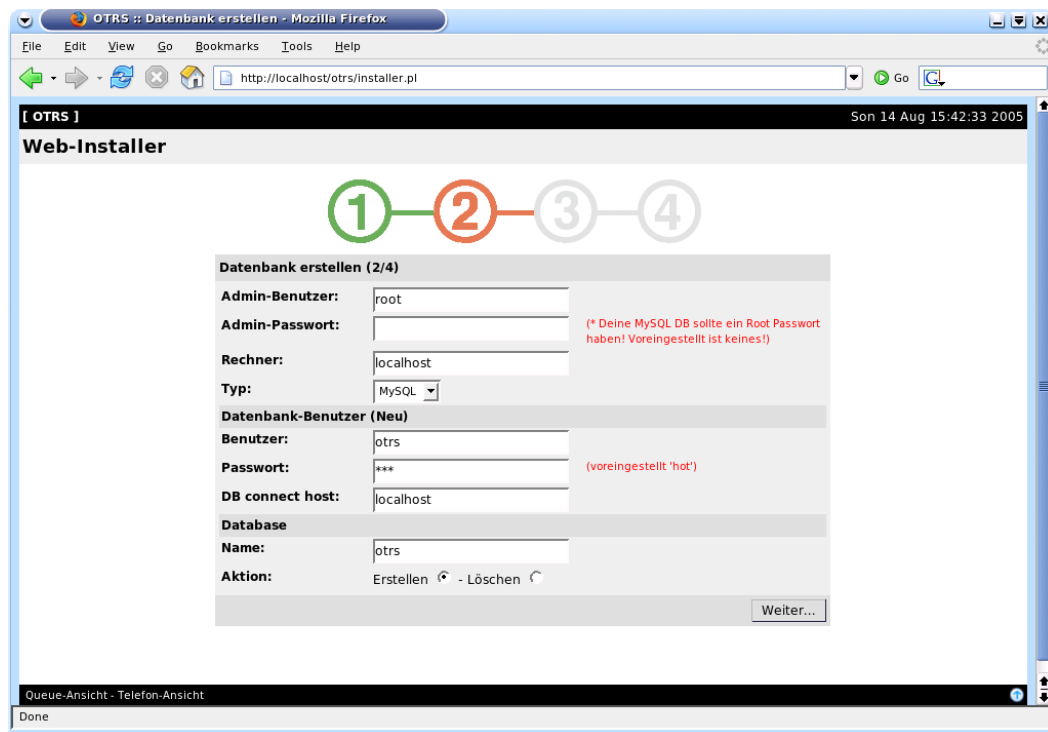 OTRS :: Datenbank erstellen - Mozilla Firefox
File Edit View Go Bookmarks Tools Help
http://localhost/otrs/installer.pl Go G
[ OTRS ] Son 14 Aug 15:42:33 2005
Web-Installer
1 2 3 4
Datenbank erstellen (2/4)
Admin-Benutzer: root
Admin-Passwort: (* Deine MySQL DB sollte ein Root Passwort
haben! Voreingestellt ist keines!)
Rechner: localhost
Typ: MySQL
Datenbank-Benutzer (Neu)
Benutzer: otrs
Passwort: *** (voreingestellt 'hot')
DB connect host: localhost
Database
Name: otrs
Aktion: Erstellen - Löschen
Weiter...
Queue-Ansicht - Telefon-Ansicht
Done